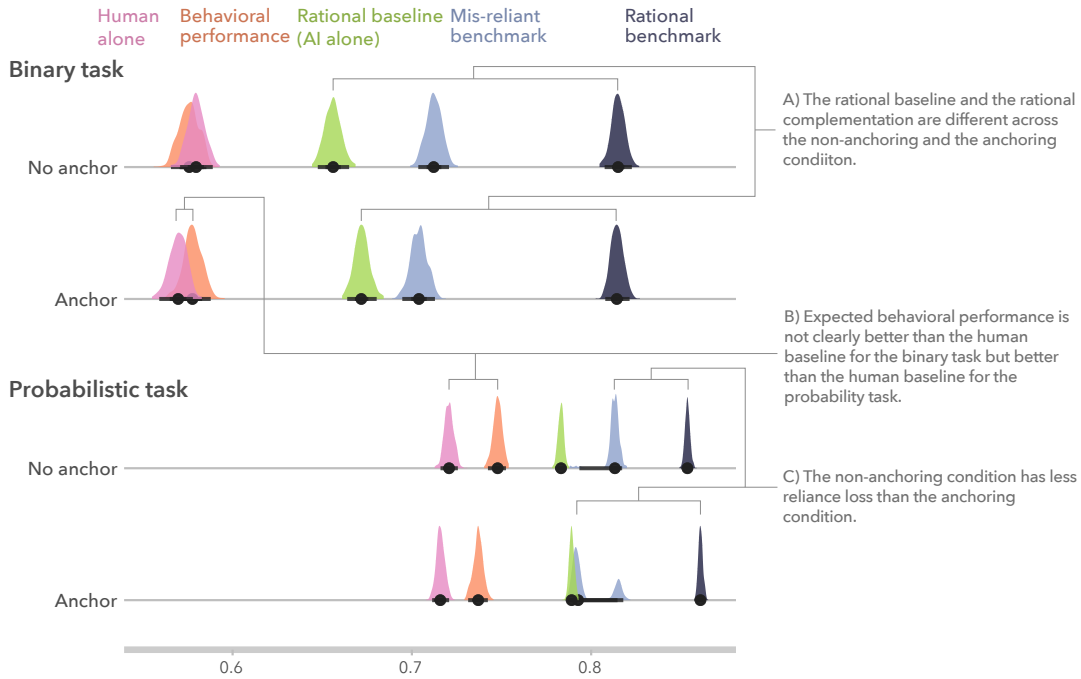 Human alone
Behavioral performance
Rational baseline (AI alone)
Mis-reliant benchmark
Rational benchmark
Binary task
A) The rational baseline and the rational
complementation are different across
the non-anchoring and the anchoring
condiiton.
No anchor
Anchor
B) Expected behavioral performance is
not clearly better than the human
baseline for the binary task but better
than the human baseline for the
probability task.
Probabilistic task
No anchor
C) The non-anchoring condition has less
reliance loss than the anchoring
condition.
Anchor
0.6
0.7
0.8